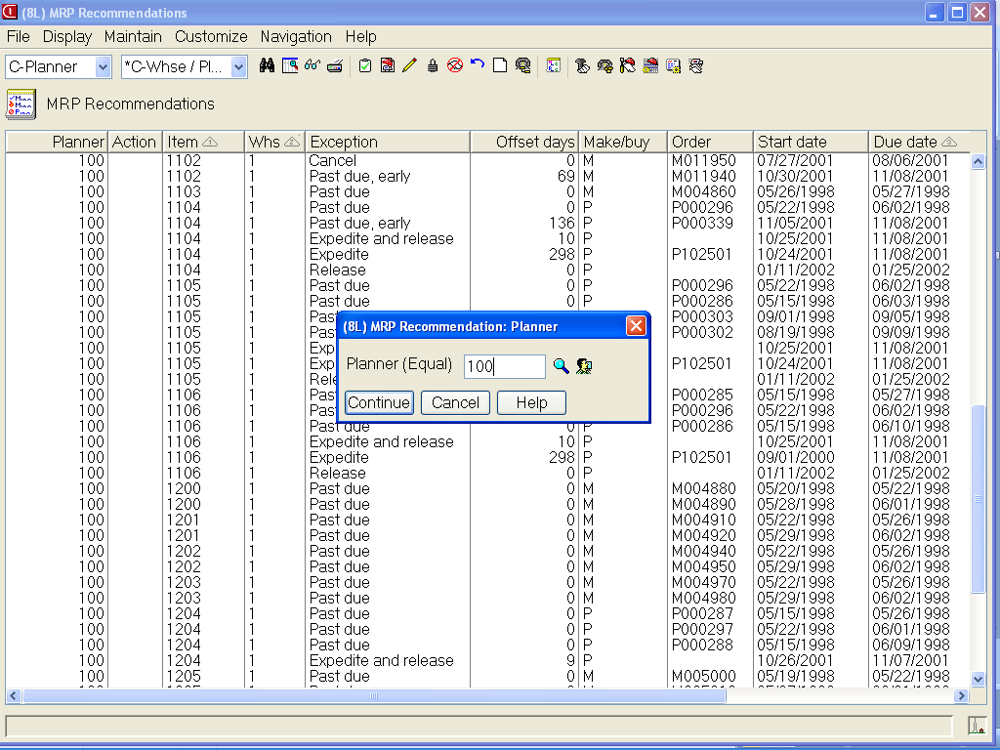 (8L) MRP Recommendations
File Display Maintain Customize Navigation Help
C-Planner *C-Whse / Pl...
MRP Recommendations
Planner Action Item Whs Exception Offset days Make/buy Order Start date Due date
100 1102 1 Cancel 0 M M011950 07/27/2001 08/06/2001
100 1102 1 Past due, early 69 M M011940 10/30/2001 11/08/2001
100 1103 1 Past due 0 M M004860 05/26/1998 05/27/1998
100 1104 1 Past due 0 P P000296 05/22/1998 06/02/1998
100 1104 1 Past due, early 136 P P000339 11/05/2001 11/08/2001
100 1104 1 Expedite and release 10 P 10/25/2001 11/08/2001
100 1104 1 Expedite 298 P P102501 10/24/2001 11/08/2001
100 1104 1 Release 0 P 01/11/2002 01/25/2002
100 1105 1 Past due 0 P P000296 05/22/1998 06/02/1998
100 1105 1 Past due 0 P P000286 05/15/1998 06/03/1998
100 1105 1 Pas P000303 09/01/1998 09/05/1998
100 1105 1 Pas P000302 08/19/1998 09/09/1998
100 1105 1 Exp 10/25/2001 11/08/2001
100 1105 1 Exp P102501 10/24/2001 11/08/2001
100 1105 1 Rele 01/11/2002 01/25/2002
100 1106 1 Pas P000285 05/15/1998 05/27/1998
100 1106 1 Pas P000296 05/22/1998 06/02/1998
100 1106 1 Past due 0 P P000286 05/15/1998 06/10/1998
100 1106 1 Expedite and release 10 P 10/25/2001 11/08/2001
100 1106 1 Expedite 298 P P102501 09/01/2000 11/08/2001
100 1106 1 Release 0 P 01/11/2002 01/25/2002
100 1200 1 Past due 0 M M004880 05/20/1998 05/22/1998
100 1200 1 Past due 0 M M004890 05/28/1998 06/01/1998
100 1201 1 Past due 0 M M004910 05/22/1998 05/26/1998
100 1201 1 Past due 0 M M004920 05/29/1998 06/02/1998
100 1202 1 Past due 0 M M004940 05/22/1998 05/26/1998
100 1202 1 Past due 0 M M004950 05/29/1998 06/02/1998
100 1203 1 Past due 0 M M004970 05/22/1998 05/26/1998
100 1203 1 Past due 0 M M004980 05/29/1998 06/02/1998
100 1204 1 Past due 0 P P000287 05/15/1998 05/26/1998
100 1204 1 Past due 0 P P000297 05/22/1998 06/01/1998
100 1204 1 Past due 0 P P000288 05/15/1998 06/09/1998
100 1204 1 Expedite and release 9 P 10/26/2001 11/07/2001
100 1205 1 Past due 0 M M005000 05/19/1998 05/22/1998
(8L) MRP Recommendation: Planner
Planner (Equal) 100
Continue Cancel Help